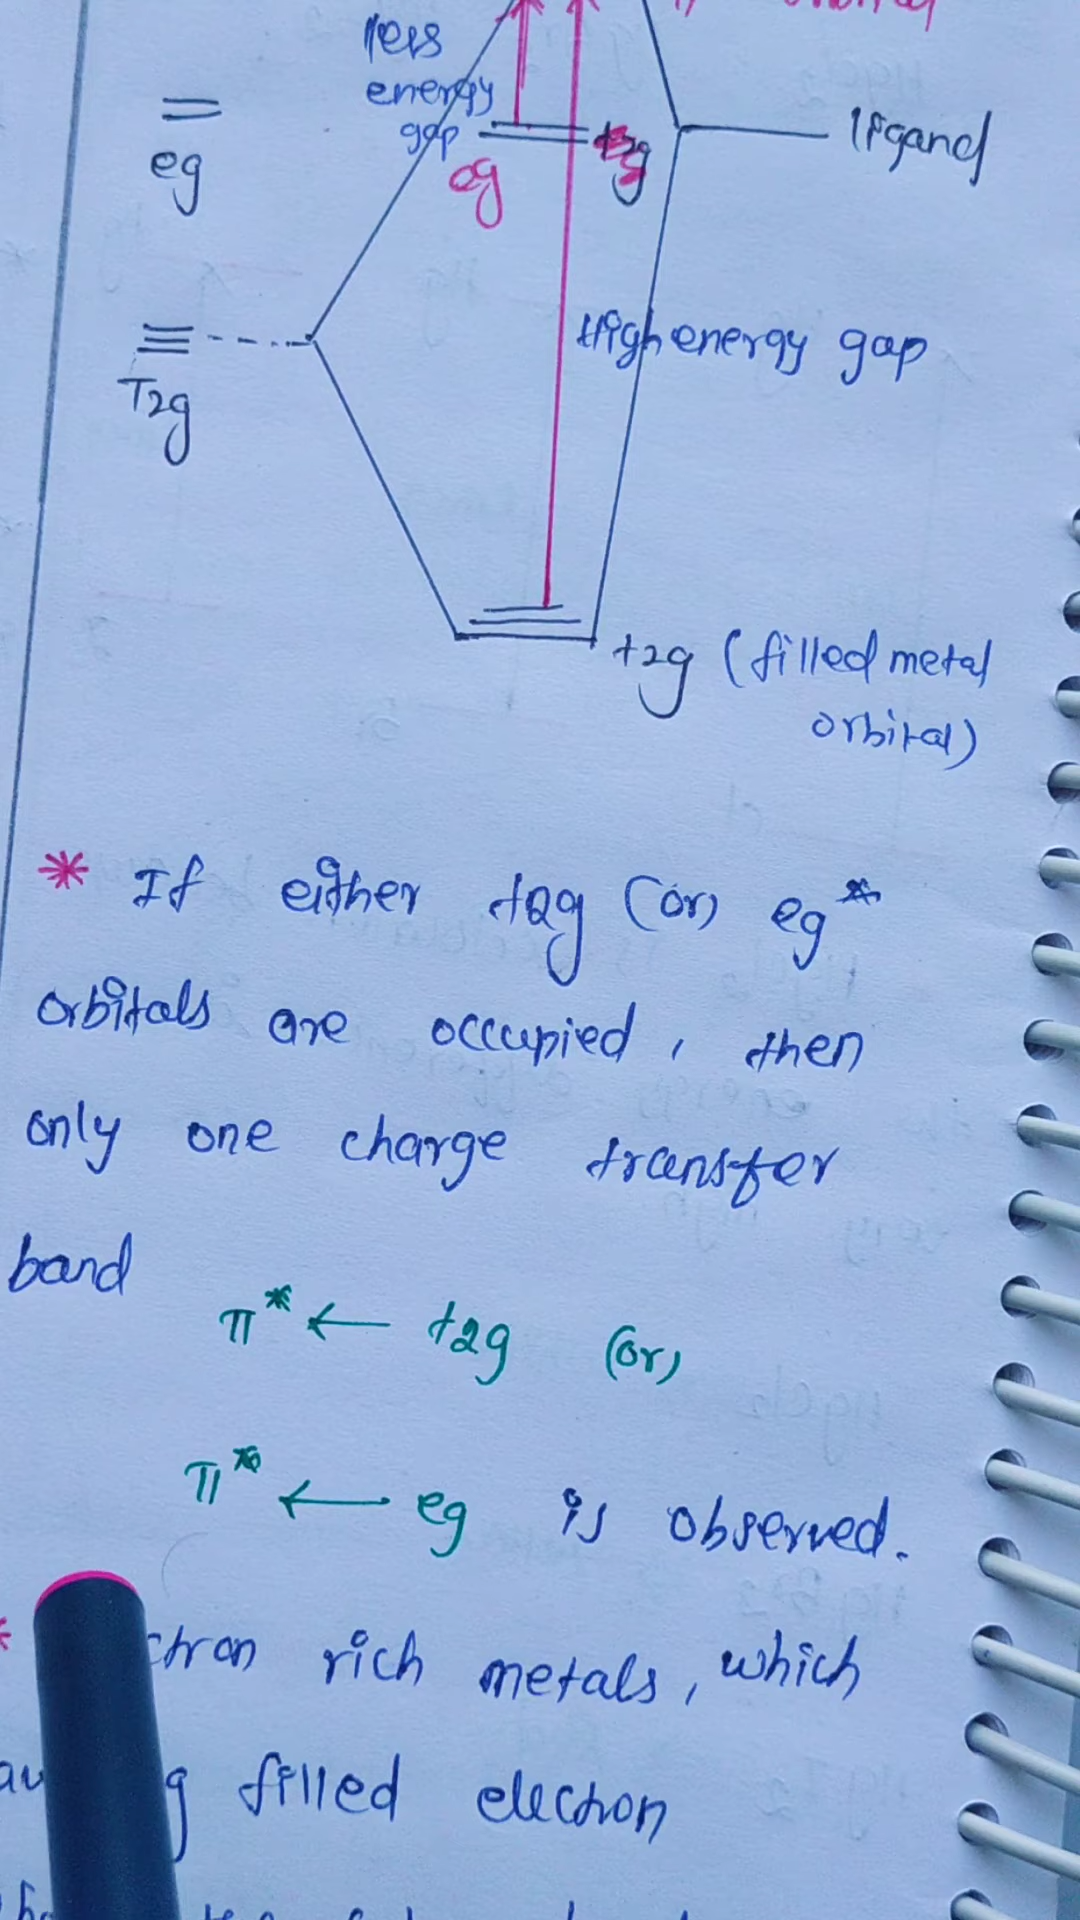 less
energy
gap
eg
eg
ligand
High energy gap
T2g
t2g (filled metal
orbital)
* If either t2g (or) eg*
orbitals are occupied, then
only one charge transfer
band
π* ← t2g (or)
π* ← eg is observed.
rich metals, which
filled electron